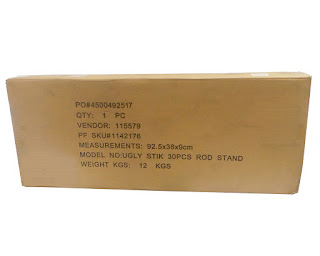 PO#4500492517
QTY: 1 PC
VENDOR: 115579
PF SKU#1142176
MEASUREMENTS: 92.5x38x9cm
MODEL NO:UGLY STIK 30PCS ROD STAND
WEIGHT KGS: 12 KGS